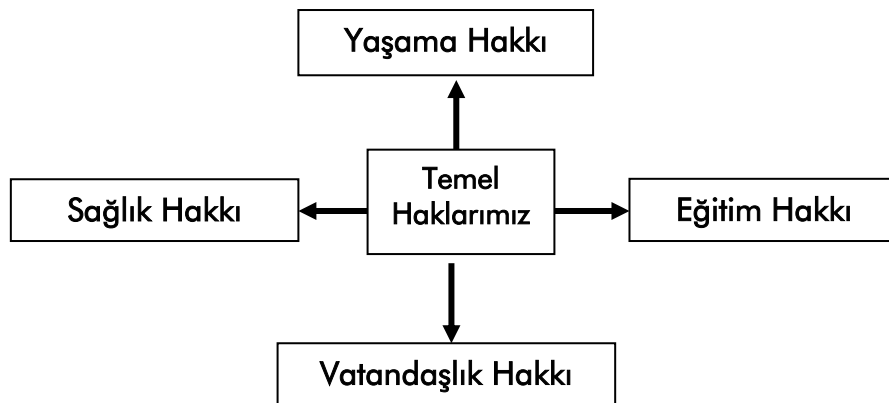 Yaşama Hakkı
Temel
Haklarımız
Sağlık Hakkı
Eğitim Hakkı
Vatandaşlık Hakkı